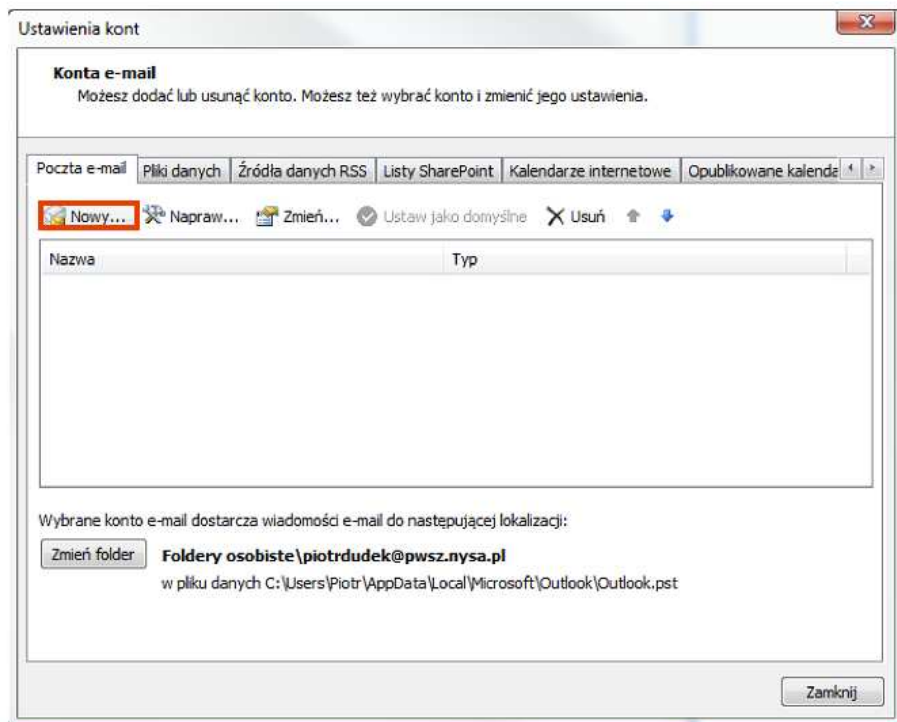 Ustawienia kont
Konta e-mail
Możesz dodać lub usunąć konto. Możesz też wybrać konto i zmienić jego ustawienia.
Poczta e-mail Pliki danych Źródła danych RSS Listy SharePoint Kalendarze internetowe Opublikowane kalenda
Nowy... Napraw... Zmień... Ustaw jako domyślne Usuń
Nazwa Typ
Wybrane konto e-mail dostarcza wiadomości e-mail do następującej lokalizacji:
Zmień folder Foldery osobiste\piotrdudek@pwsz.nysa.pl
w pliku danych C:\Users\Piotr\AppData\Local\Microsoft\Outlook\Outlook.pst
Zamknij